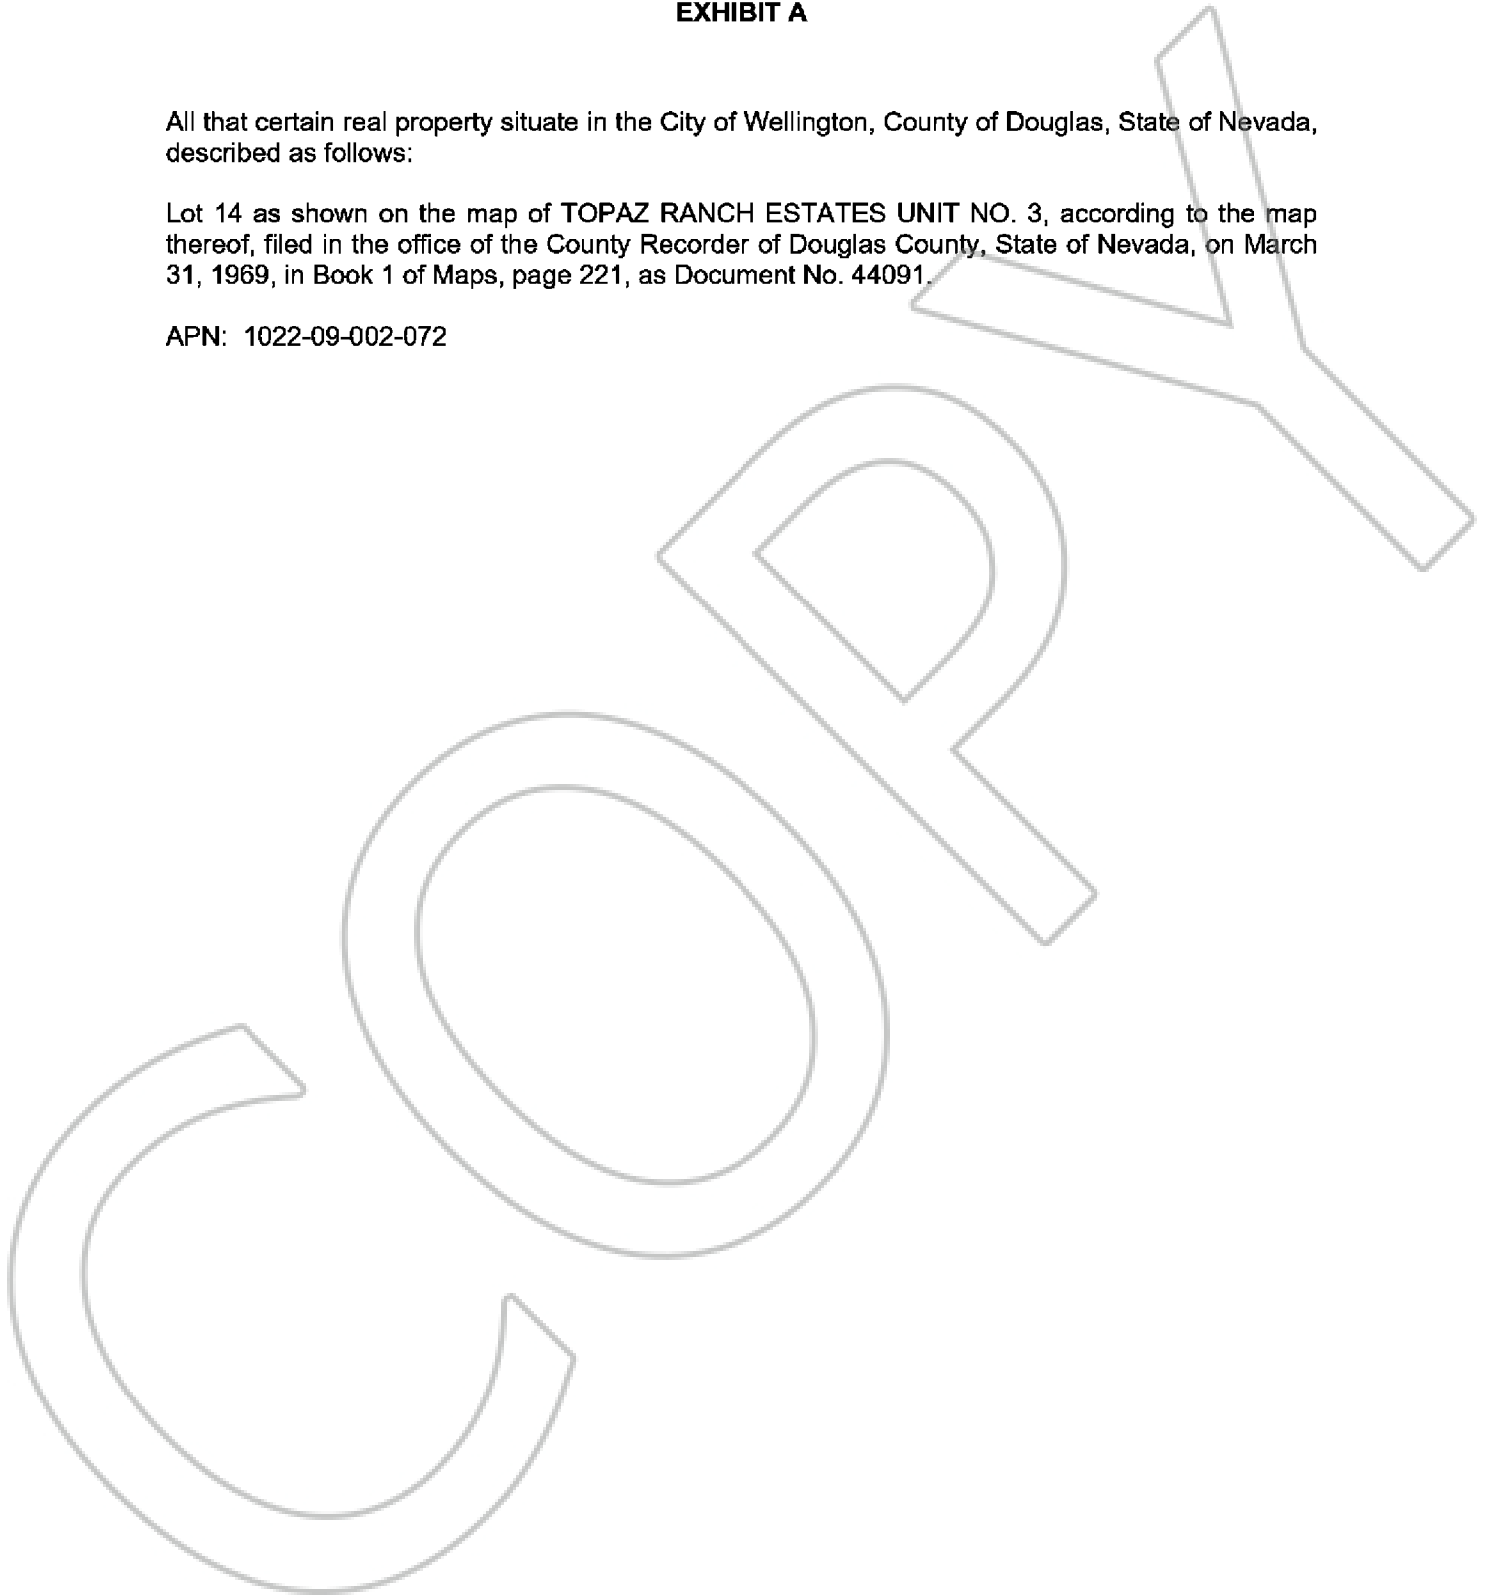 EXHIBIT A
All that certain real property situate in the City of Wellington, County of Douglas, State of Nevada,
described as follows:
Lot 14 as shown on the map of TOPAZ RANCH ESTATES UNIT NO. 3, according to the map
thereof, filed in the office of the County Recorder of Douglas County, State of Nevada, on March
31, 1969, in Book 1 of Maps, page 221, as Document No. 44091.
APN: 1022-09-002-072
COPY